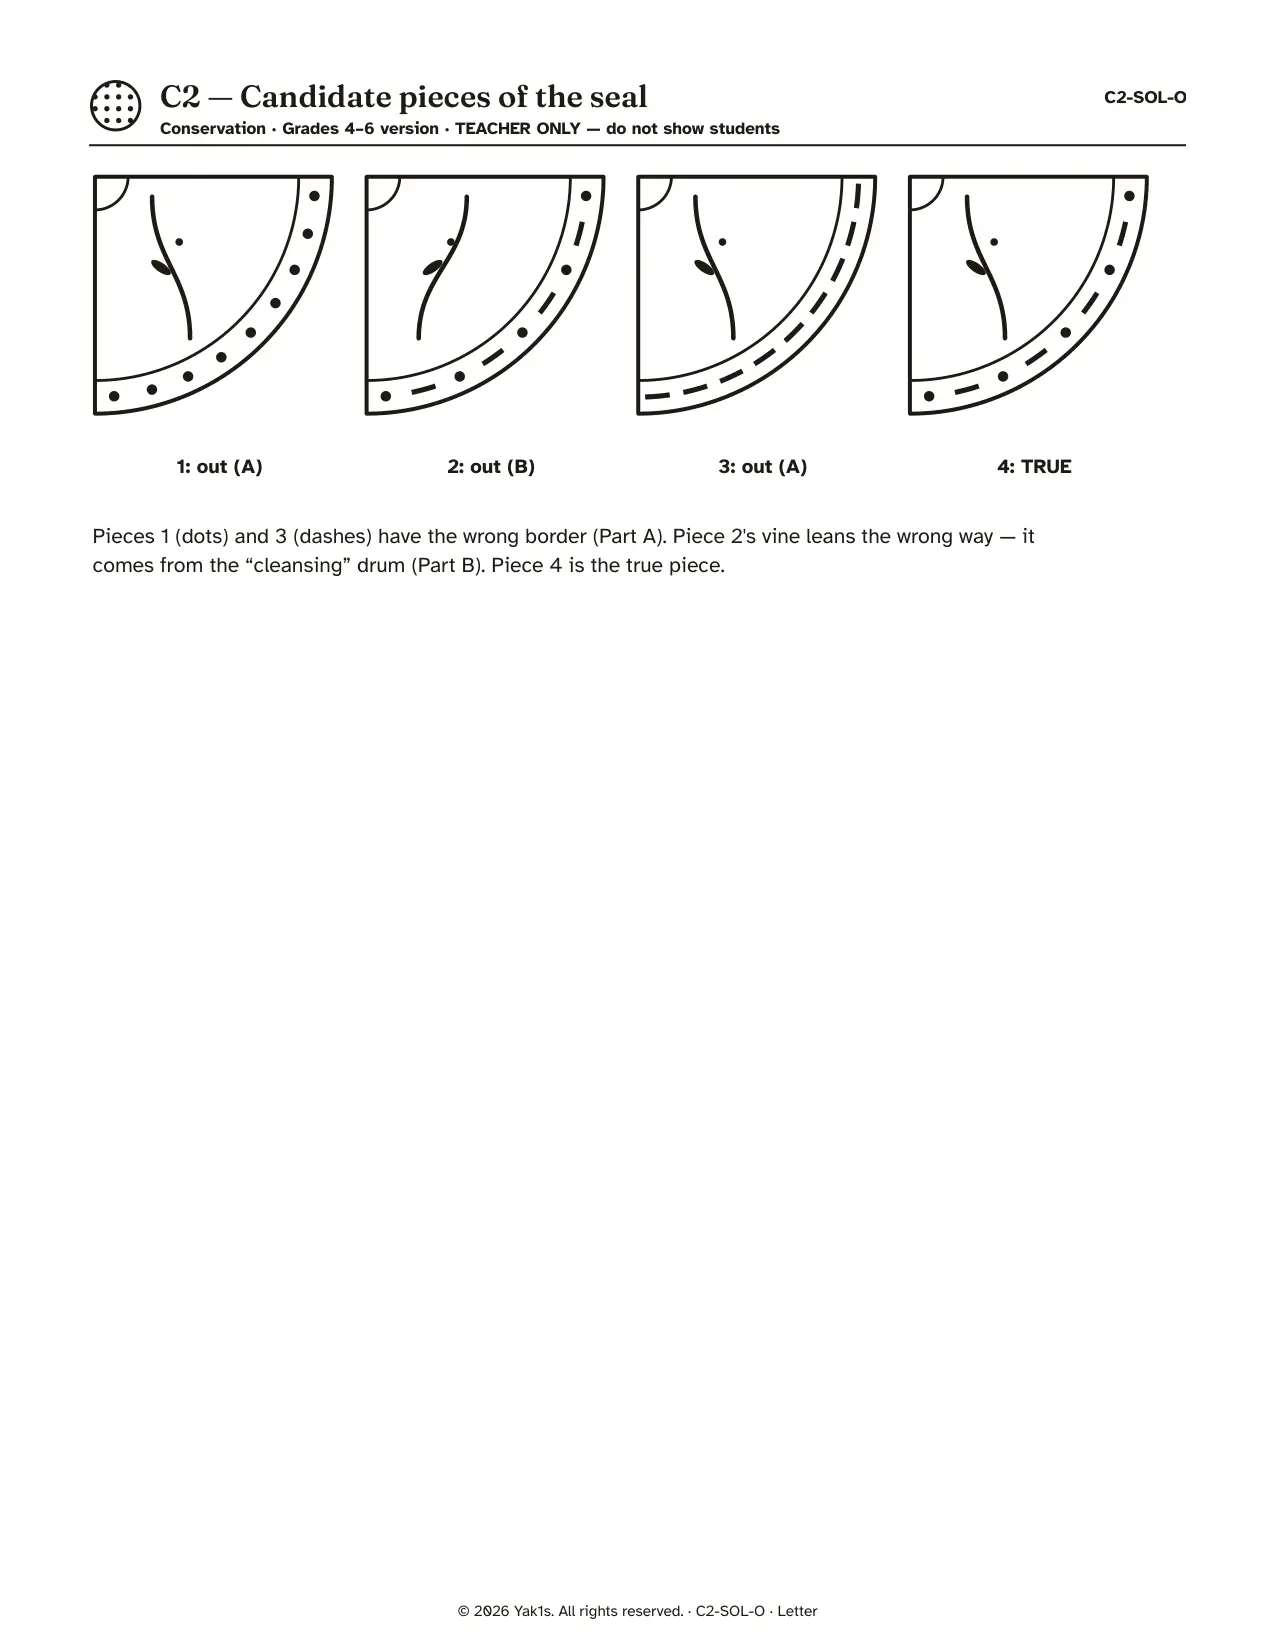 C2 — Candidate pieces of the seal
C2-SOL-O
Conservation · Grades 4–6 version · TEACHER ONLY — do not show students
1: out (A)
2: out (B)
3: out (A)
4: TRUE
Pieces 1 (dots) and 3 (dashes) have the wrong border (Part A). Piece 2's vine leans the wrong way — it
comes from the “cleansing” drum (Part B). Piece 4 is the true piece.
© 2026 Yak1s. All rights reserved. · C2-SOL-O · Letter